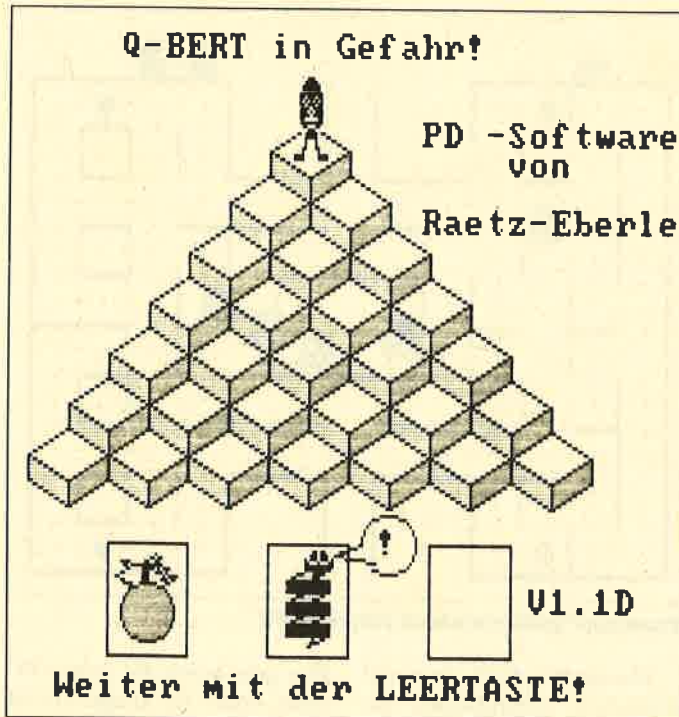 Q-BERT in Gefahr!
PD -Software
von
Raetz-Eberle
!
V1.1D
Weiter mit der LEERTASTE!